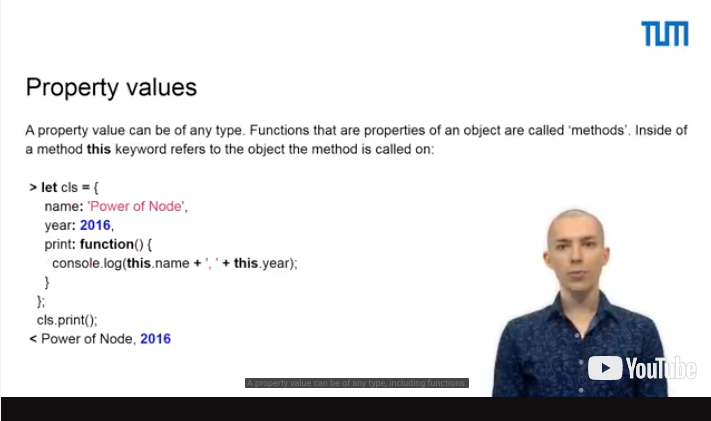 TUM
Property values
A property value can be of any type. Functions that are properties of an object are called ‘methods’. Inside of
a method this keyword refers to the object the method is called on:
> let cls = {
name: 'Power of Node',
year: 2016,
print: function() {
console.log(this.name + ', ' + this.year);
}
};
cls.print();
< Power of Node, 2016
YouTube
A property value can be of any type, including functions.